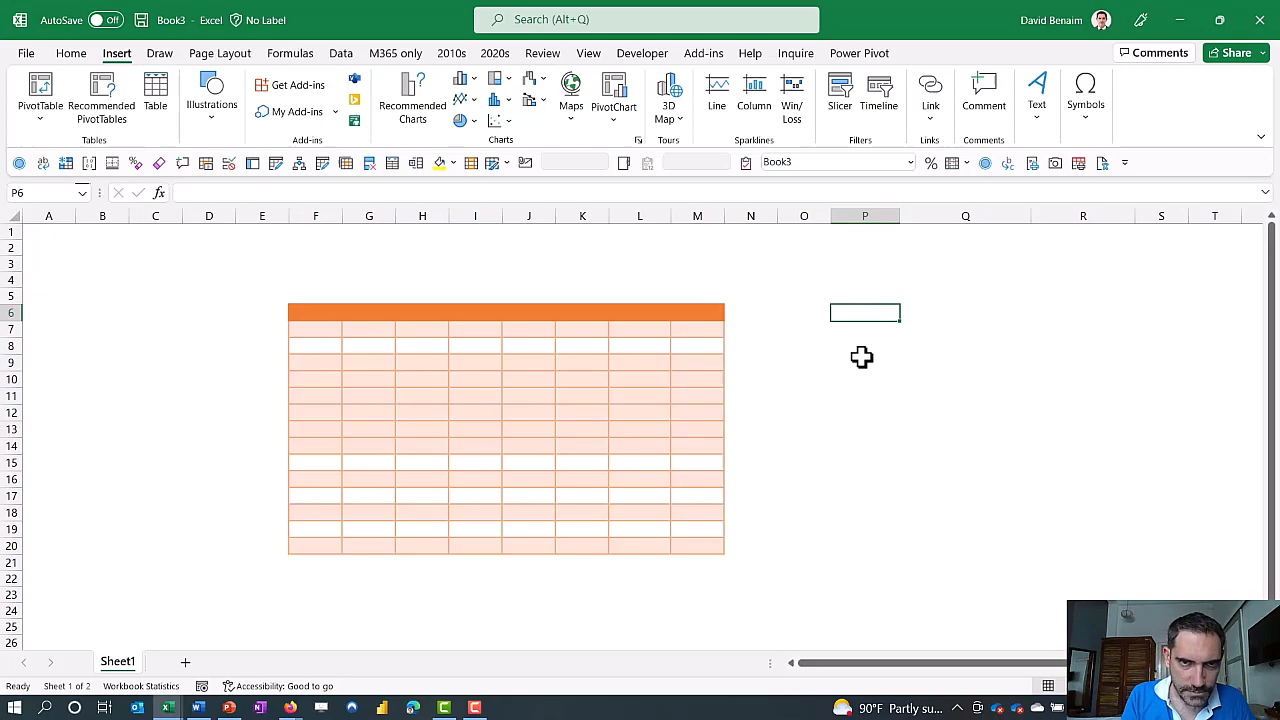 AutoSave Off Book3 - Excel No Label Search (Alt+Q) David Benaim
File Home Insert Draw Page Layout Formulas Data M365 only 2010s 2020s Review View Developer Add-ins Help Inquire Power Pivot Comments Share
PivotTable Recommended PivotTables Table Illustrations Get Add-ins My Add-ins Recommended Charts Maps PivotChart 3D Map Line Column Win/Loss Slicer Timeline Link Comment Text Symbols
Tables Charts Tours Sparklines Filters Links Comments
Book3 %
P6 fx
A B C D E F G H I J K L M N O P Q R S T
1
2
3
4
5
6
7
8
9
10
11
12
13
14
15
16
17
18
19
20
21
22
23
24
25
26
Sheet1
Ready Sheet 1 of 2 Workbook Statistics Accessibility: Good to go
90°F Partly su...